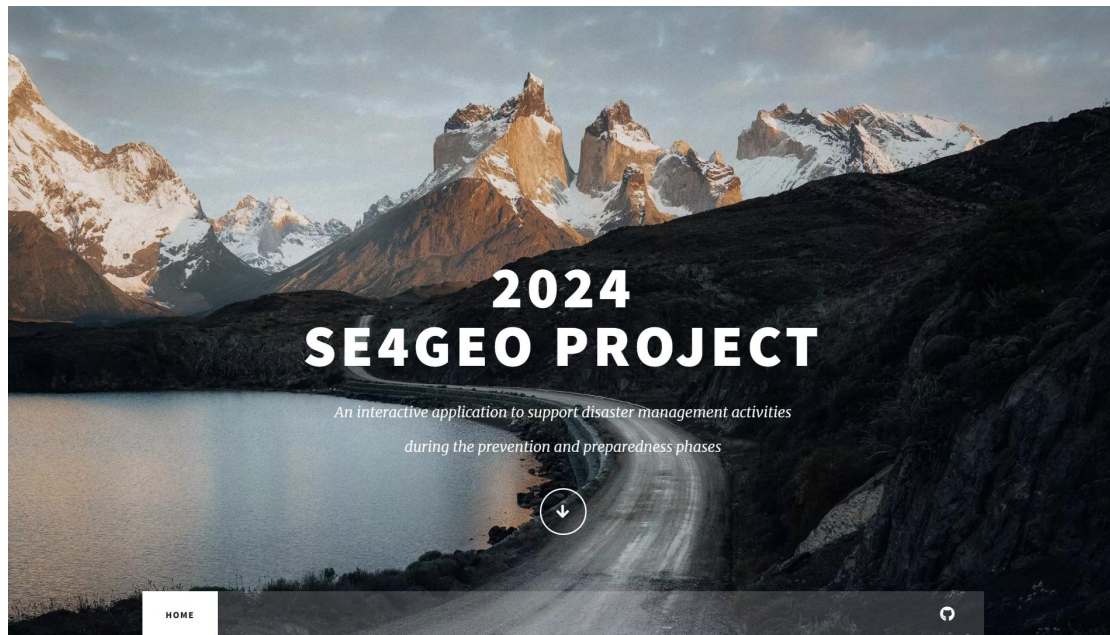 2024
SE4GEO PROJECT
An interactive application to support disaster management activities
during the prevention and preparedness phases
HOME